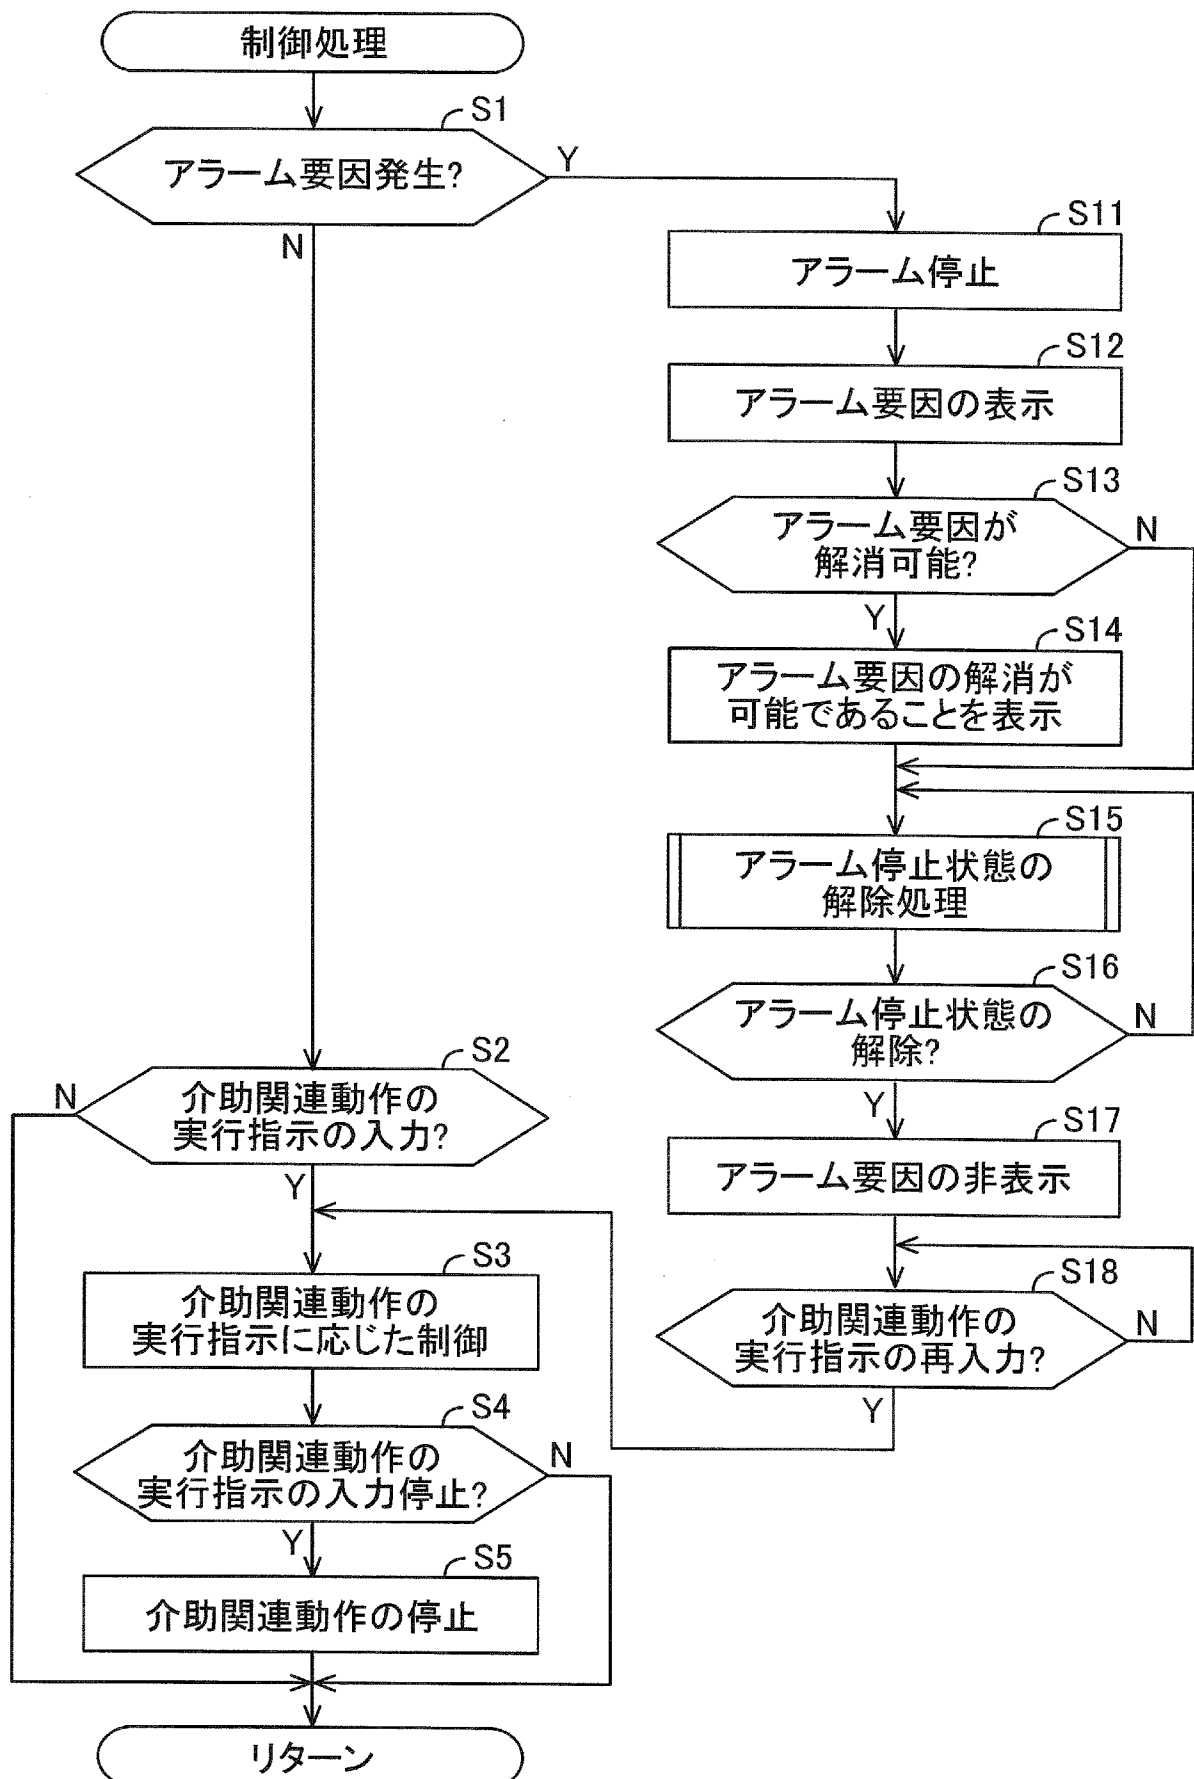 制御処理
S1
アラーム要因発生?
Y
N
S11
アラーム停止
S12
アラーム要因の表示
S13
アラーム要因が
解消可能?
N
Y
S14
アラーム要因の解消が
可能であることを表示
S15
アラーム停止状態の
解除処理
S16
アラーム停止状態の
解除?
N
Y
S17
アラーム要因の非表示
S18
介助関連動作の
実行指示の再入力?
N
Y
S2
介助関連動作の
実行指示の入力?
N
Y
S3
介助関連動作の
実行指示に応じた制御
S4
介助関連動作の
実行指示の入力停止?
N
Y
S5
介助関連動作の停止
リターン